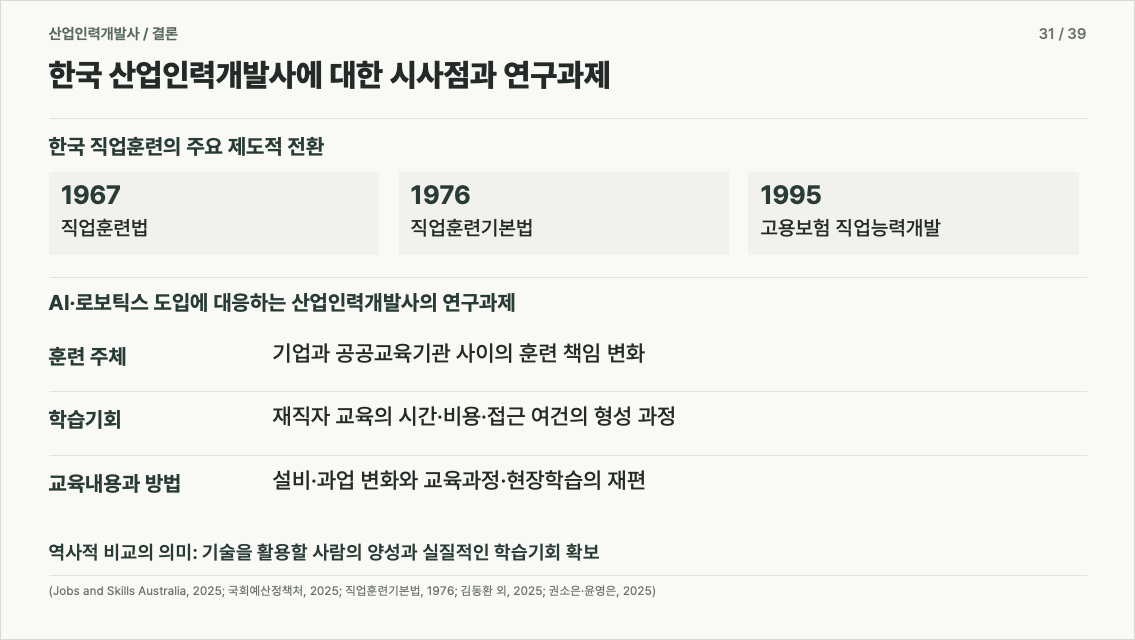 산업인력개발사 / 결론
31 / 39
한국 산업인력개발사에 대한 시사점과 연구과제
한국 직업훈련의 주요 제도적 전환
1967
직업훈련법
1976
직업훈련기본법
1995
고용보험 직업능력개발
AI·로보틱스 도입에 대응하는 산업인력개발사의 연구과제
훈련 주체
기업과 공공교육기관 사이의 훈련 책임 변화
학습기회
재직자 교육의 시간·비용·접근 여건의 형성 과정
교육내용과 방법
설비·과업 변화와 교육과정·현장학습의 재편
역사적 비교의 의미: 기술을 활용할 사람의 양성과 실질적인 학습기회 확보
(Jobs and Skills Australia, 2025; 국회예산정책처, 2025; 직업훈련기본법, 1976; 김동환 외, 2025; 권소은·윤영은, 2025)